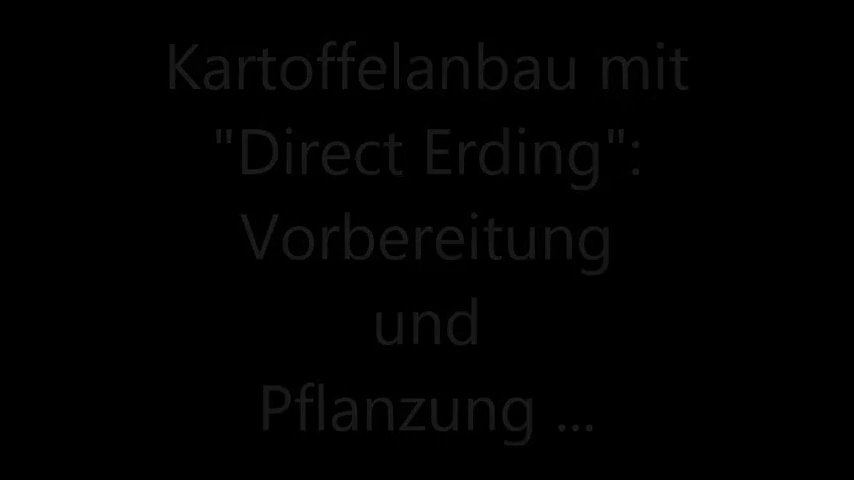 Kartoffelanbau mit
"Direct Erding":
Vorbereitung
und
Pflanzung ...